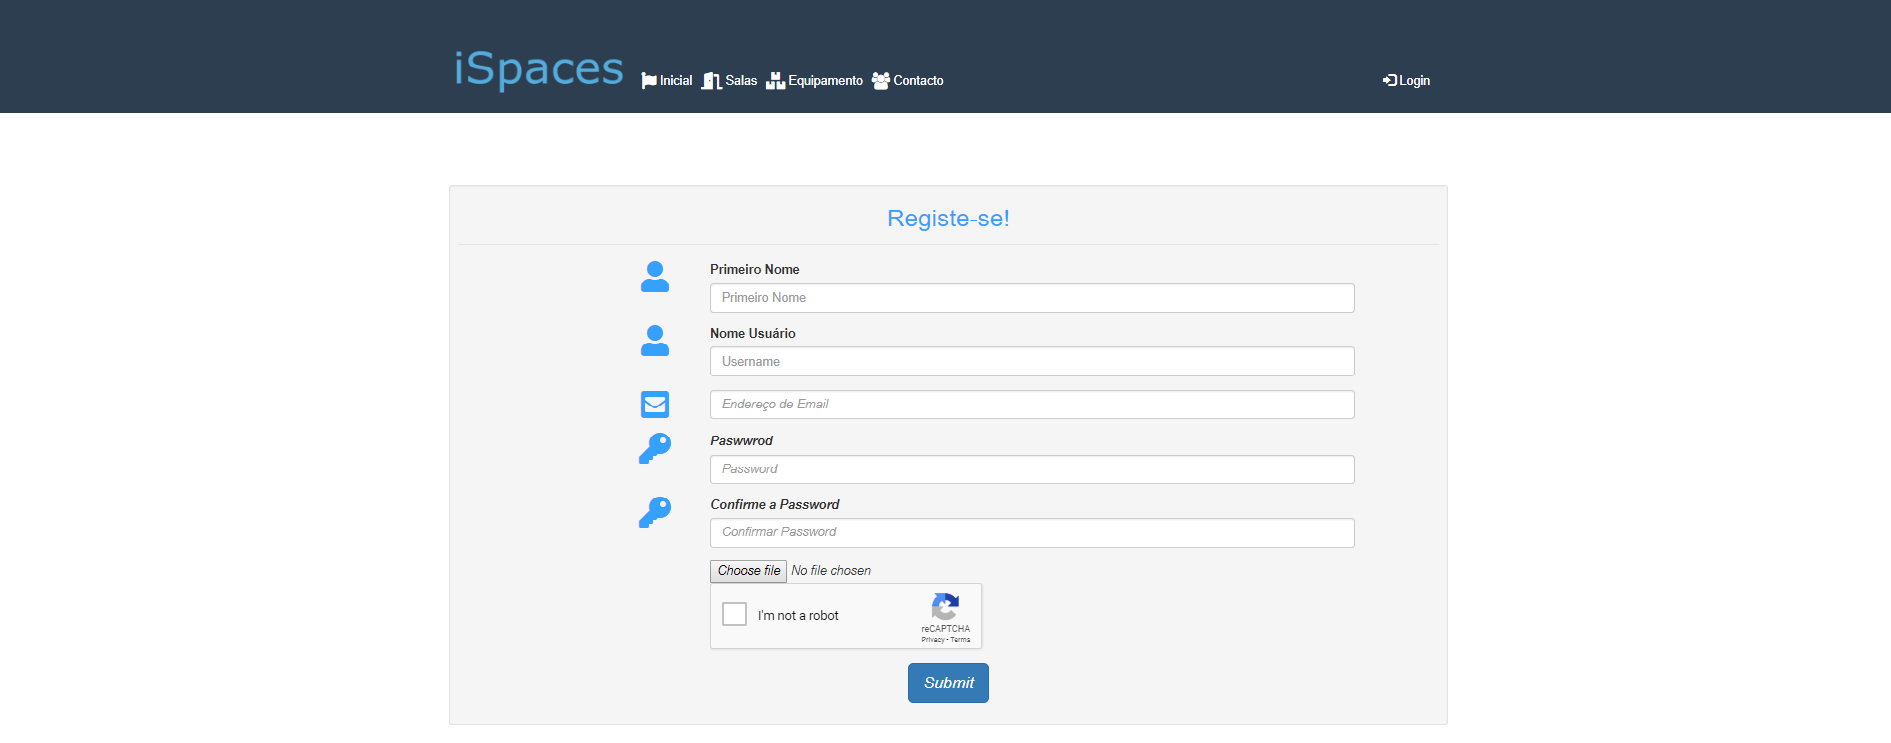 iSpaces Inicial Salas Equipamento Contacto Login
Registe-se!
Primeiro Nome
Primeiro Nome
Nome Usuário
Username
Endereço de Email
Paswwrod
Password
Confirme a Password
Confirmar Password
Choose file No file chosen
I'm not a robot
reCAPTCHA
Privacy - Terms
Submit